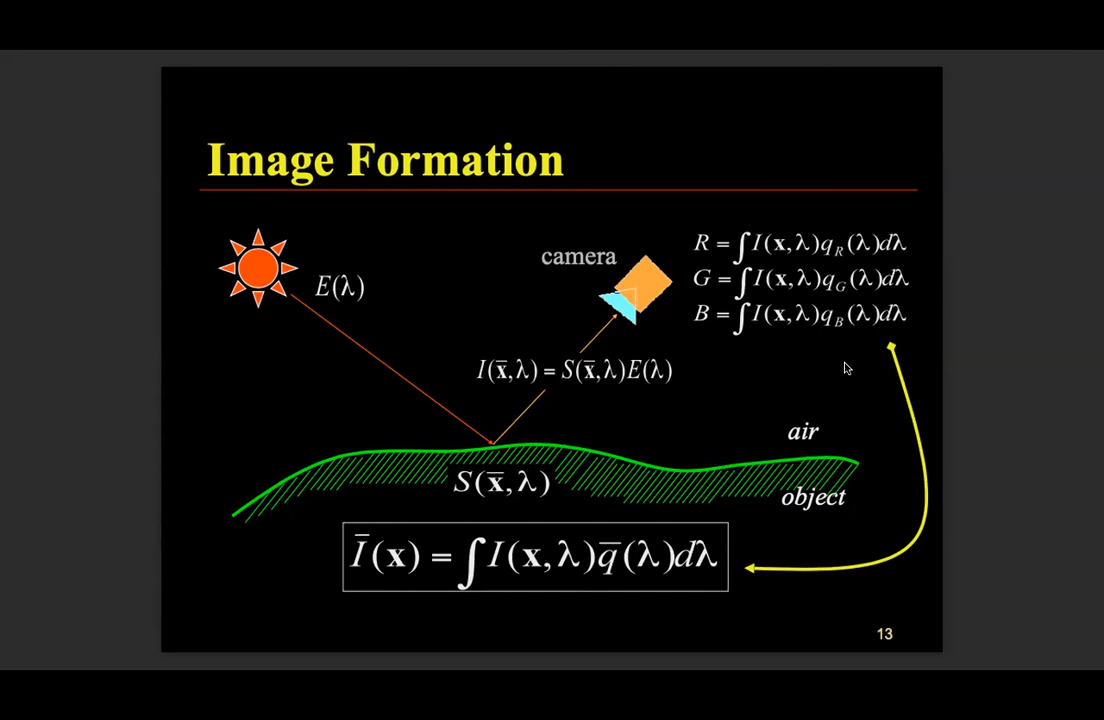 Image Formation
E(λ)
camera
R = ∫I(x,λ)q_R(λ)dλ
G = ∫I(x,λ)q_G(λ)dλ
B = ∫I(x,λ)q_B(λ)dλ
I(x̅,λ) = S(x̅,λ)E(λ)
air
S(x̅,λ)
object
I̅(x) = ∫I(x,λ)q̅(λ)dλ
13